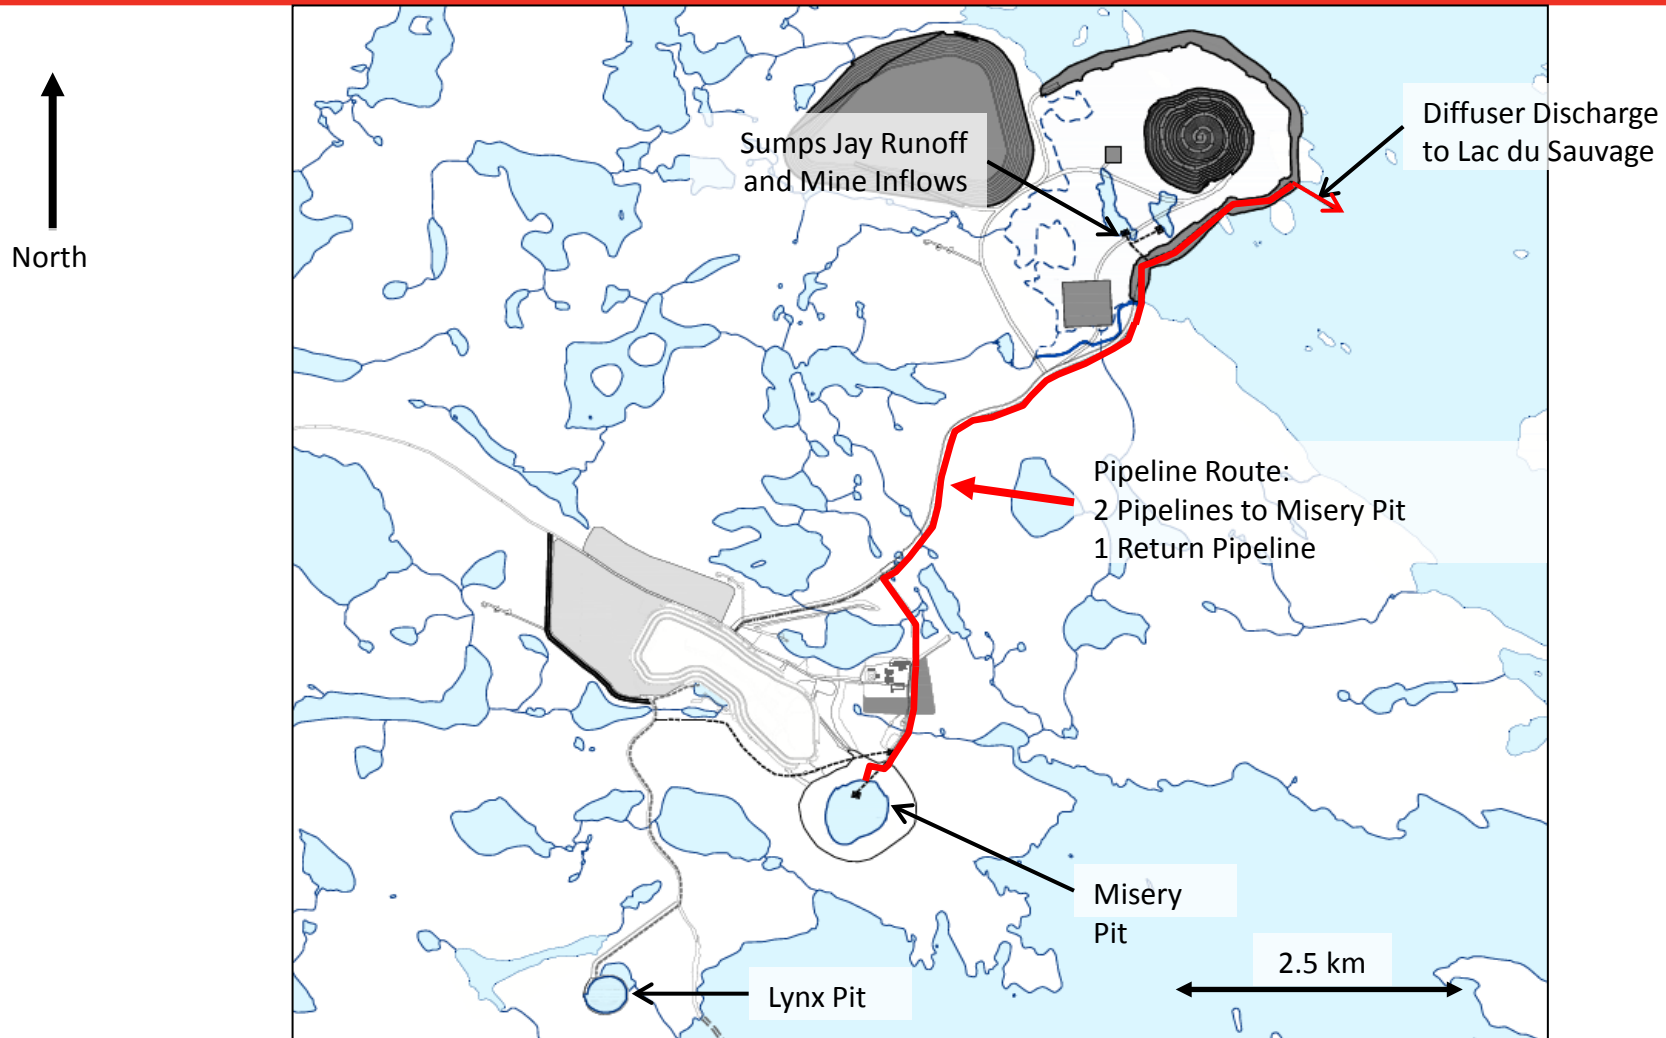 Diffuser Discharge
to Lac du Sauvage
Sumps Jay Runoff
and Mine Inflows
North
Pipeline Route:
2 Pipelines to Misery Pit
1 Return Pipeline
Misery
Pit
2.5 km
Lynx Pit